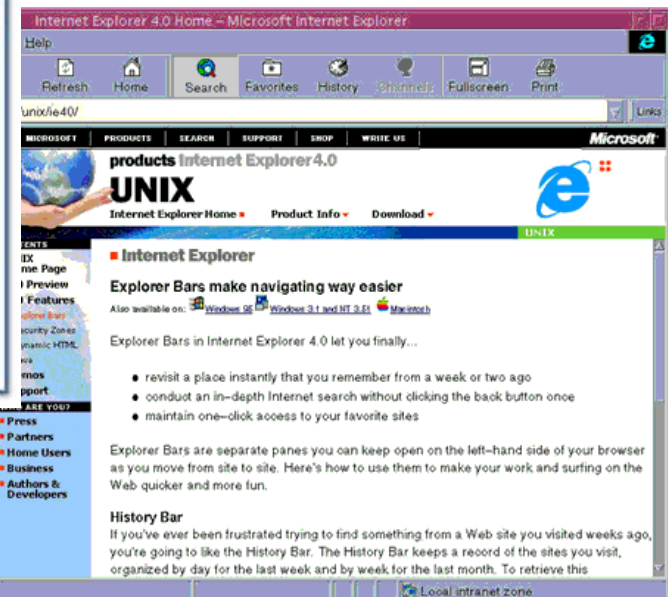 Internet Explorer 4.0 Home – Microsoft Internet Explorer
Help
Refresh Home Search Favorites History Channels Fullscreen Print
/unix/ie40/ Links
MICROSOFT PRODUCTS SEARCH SUPPORT SHOP WRITE US Microsoft
products Internet Explorer 4.0
UNIX
Internet Explorer Home Product Info Download
UNIX
Internet Explorer
Explorer Bars make navigating way easier
Also available on: Windows 95 Windows 3.1 and NT 3.51 Macintosh
Explorer Bars in Internet Explorer 4.0 let you finally...
revisit a place instantly that you remember from a week or two ago
conduct an in–depth Internet search without clicking the back button once
maintain one–click access to your favorite sites
Explorer Bars are separate panes you can keep open on the left–hand side of your browser
as you move from site to site. Here's how to use them to make your work and surfing on the
Web quicker and more fun.
History Bar
If you've ever been frustrated trying to find something from a Web site you visited weeks ago,
you're going to like the History Bar. The History Bar keeps a record of the sites you visit,
organized by day for the last week and by week for the last month. To retrieve this
Page
Preview
Features
Bars
Zones
HTML
ARE YOU?
Press
Partners
Home Users
Business
Authors &
Developers
Local intranet zone